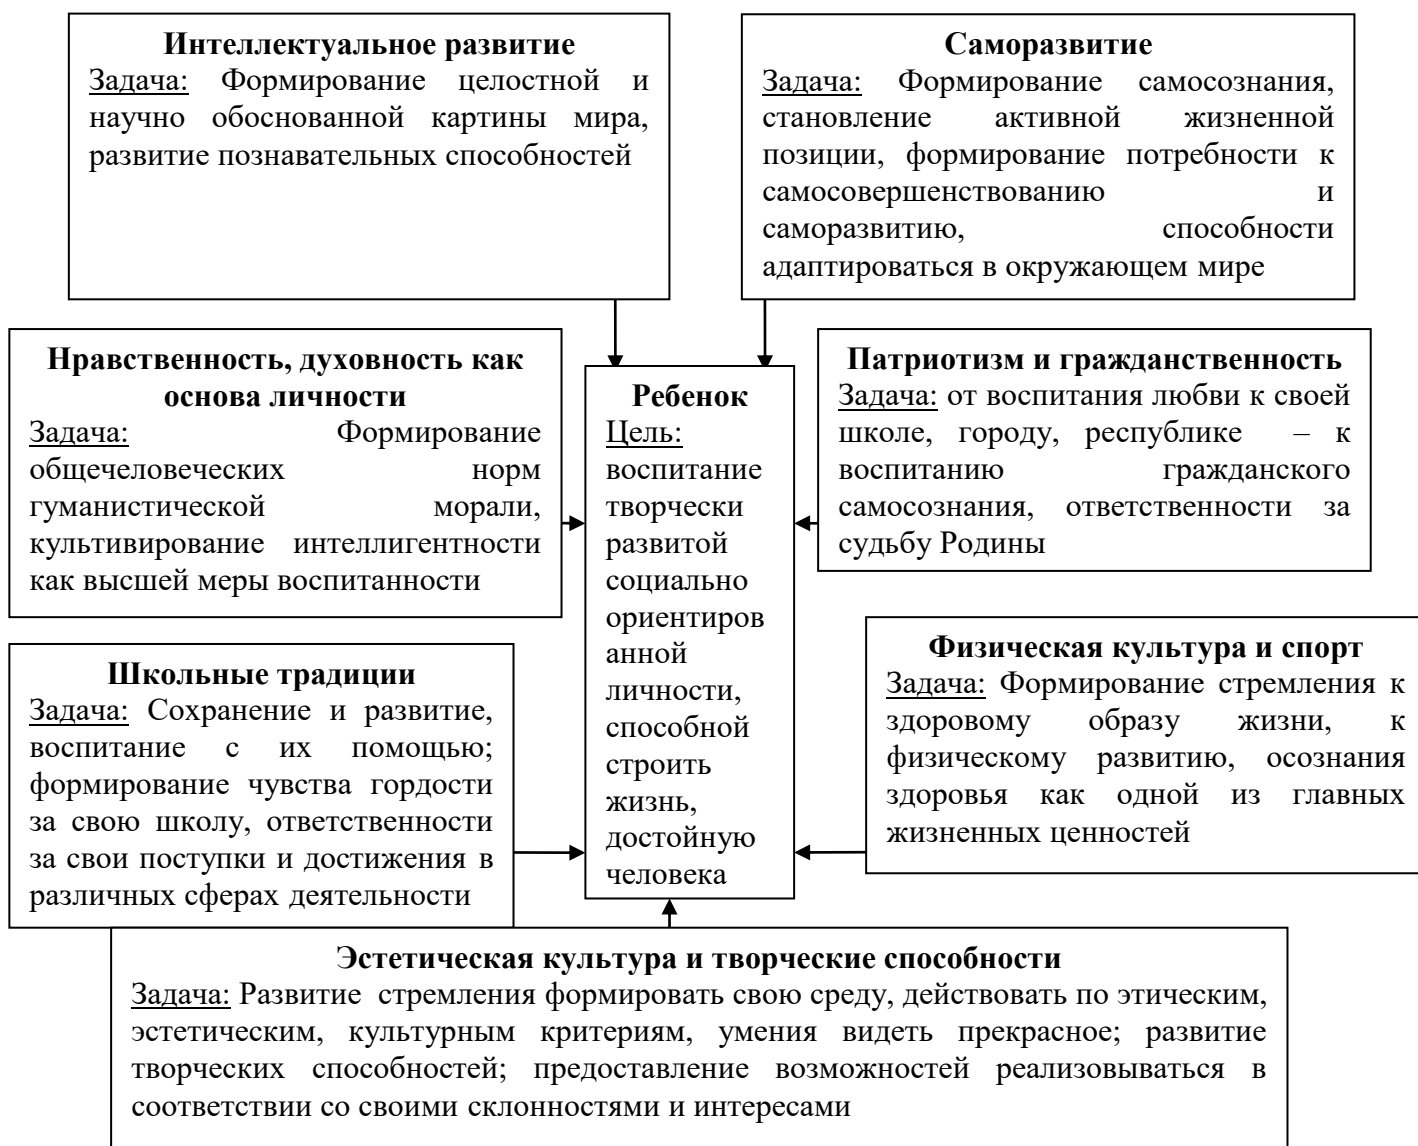 Интеллектуальное развитие
Задача: Формирование целостной и
научно обоснованной картины мира,
развитие познавательных способностей
Саморазвитие
Задача: Формирование самосознания,
становление активной жизненной
позиции, формирование потребности к
самосовершенствованию и
саморазвитию, способности
адаптироваться в окружающем мире
Нравственность, духовность как
основа личности
Задача: Формирование
общечеловеческих норм
гуманистической морали,
культивирование интеллигентности
как высшей меры воспитанности
Ребенок
Цель:
воспитание
творчески
развитой
социально
ориентиров
анной
личности,
способной
строить
жизнь,
достойную
человека
Патриотизм и гражданственность
Задача: от воспитания любви к своей
школе, городу, республике – к
воспитанию гражданского
самосознания, ответственности за
судьбу Родины
Школьные традиции
Задача: Сохранение и развитие,
воспитание с их помощью;
формирование чувства гордости
за свою школу, ответственности
за свои поступки и достижения в
различных сферах деятельности
Физическая культура и спорт
Задача: Формирование стремления к
здоровому образу жизни, к
физическому развитию, осознания
здоровья как одной из главных
жизненных ценностей
Эстетическая культура и творческие способности
Задача: Развитие стремления формировать свою среду, действовать по этическим,
эстетическим, культурным критериям, умения видеть прекрасное; развитие
творческих способностей; предоставление возможностей реализовываться в
соответствии со своими склонностями и интересами